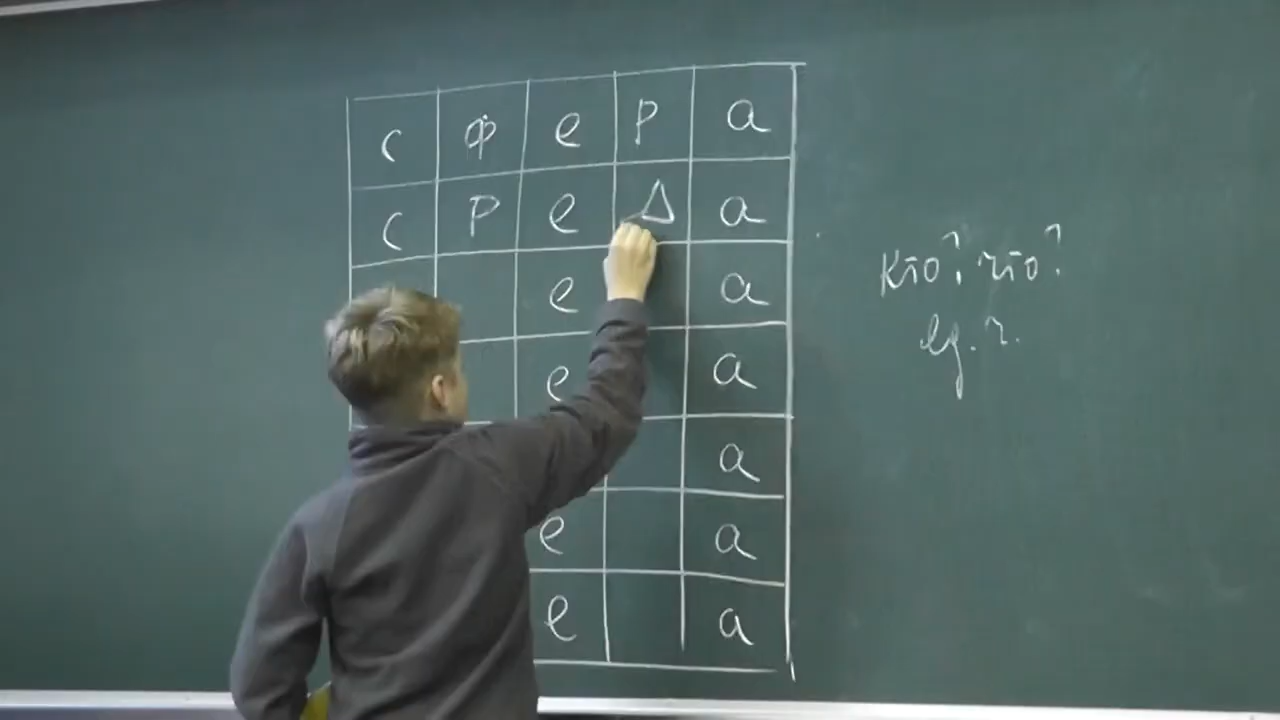 с ф е р а
с р е д а
е а
е а
а
е а
е а
Кто? что?
ед. ч.